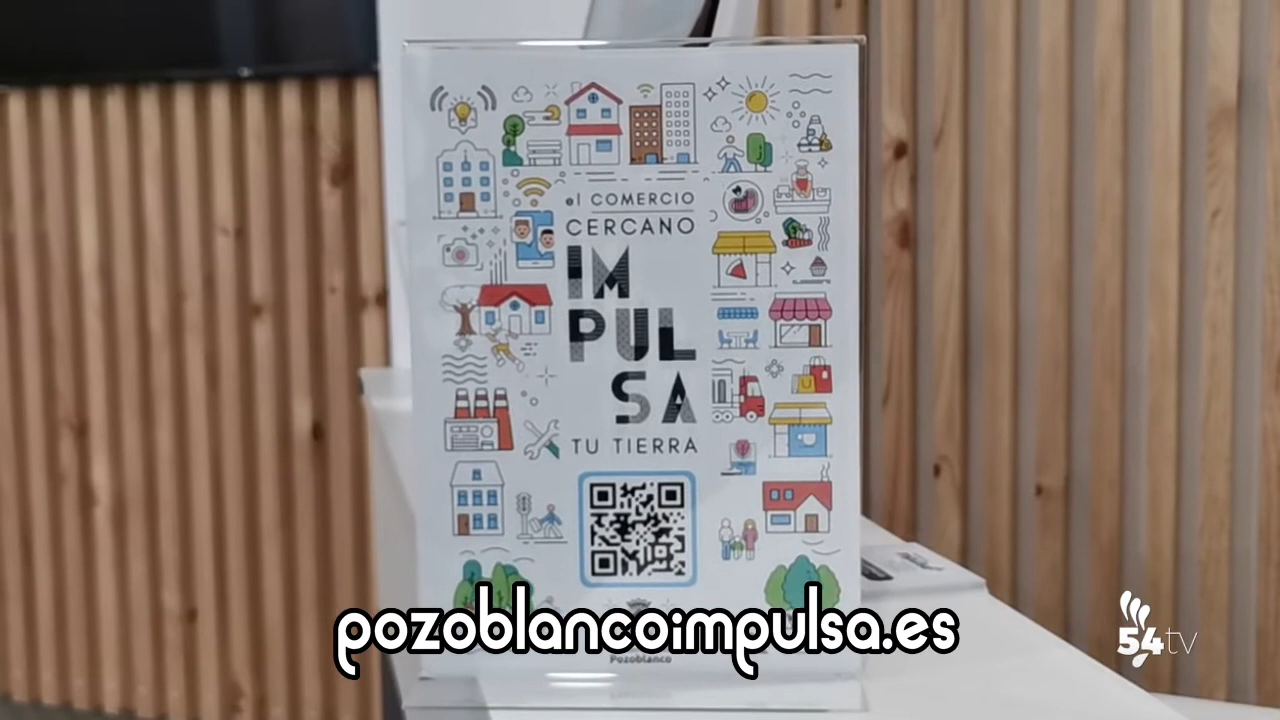 el COMERCIO
CERCANO
IM
PUL
SA
TU TIERRA
pozoblancoimpulsa.es
Pozoblanco
54tv